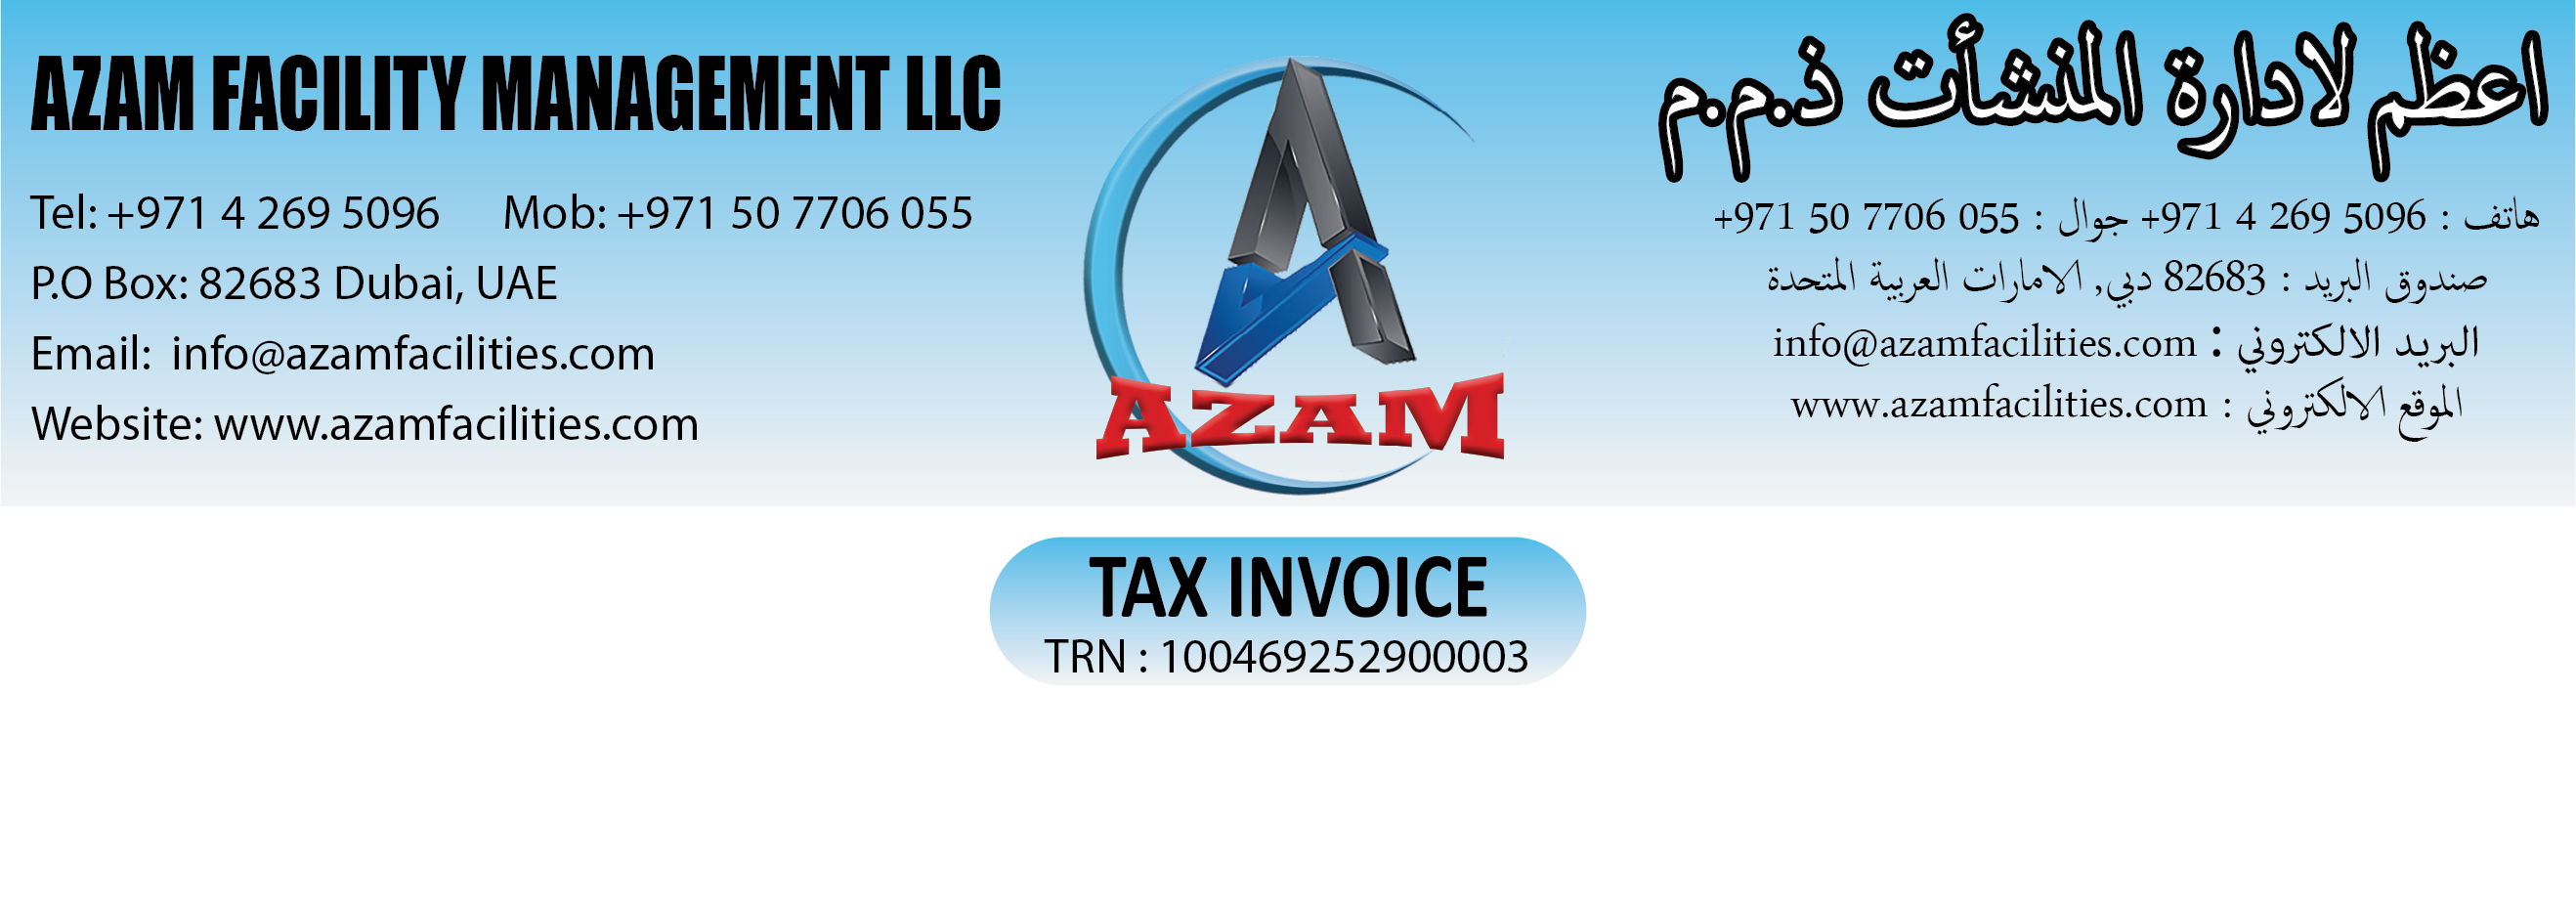 AZAM FACILITY MANAGEMENT LLC
Tel: +971 4 269 5096 Mob: +971 50 7706 055
P.O Box: 82683 Dubai, UAE
Email: info@azamfacilities.com
Website: www.azamfacilities.com
AZAM
اعظم لادارة المنشأت ذ.م.م
هاتف : 5096 269 4 971+ جوال : 055 7706 50 971+
صندوق البريد : 82683 دبي, الامارات العربية المتحدة
البريد الالكتروني : info@azamfacilities.com
الموقع الالكتروني : www.azamfacilities.com
TAX INVOICE
TRN : 100469252900003